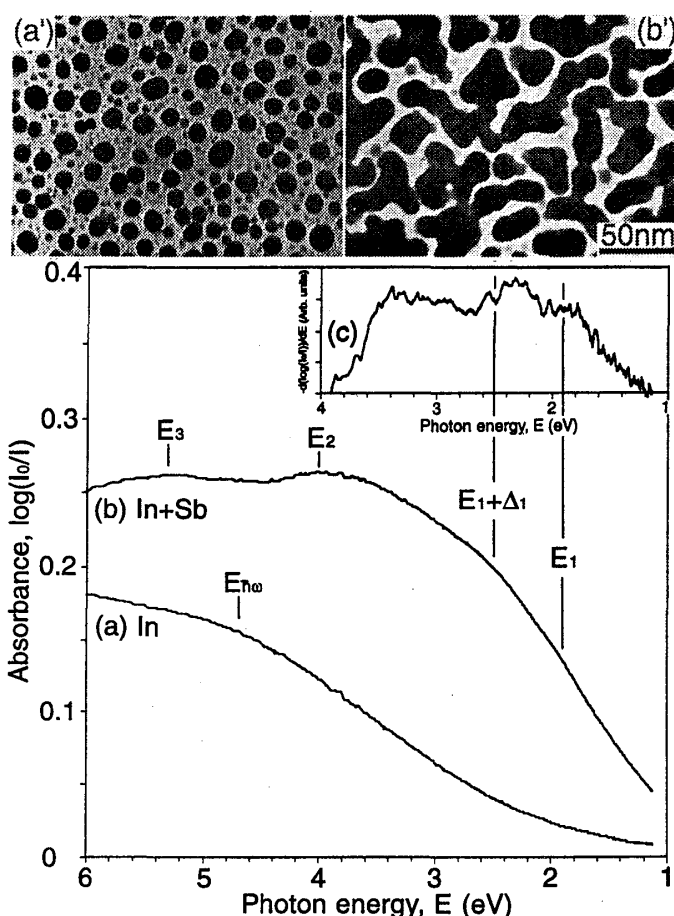 (a') (b')
50nm
0.4
0.3
0.2
0.1
0
Absorbance, log(I₀/I)
-d{log(I₀/I)}/dE (Arb. units)
(c)
4 3 2 1
Photon energy, E (eV)
E₃ E₂
E₁+Δ₁
E₁
(b) In+Sb
Eħω
(a) In
6 5 4 3 2 1
Photon energy, E (eV)